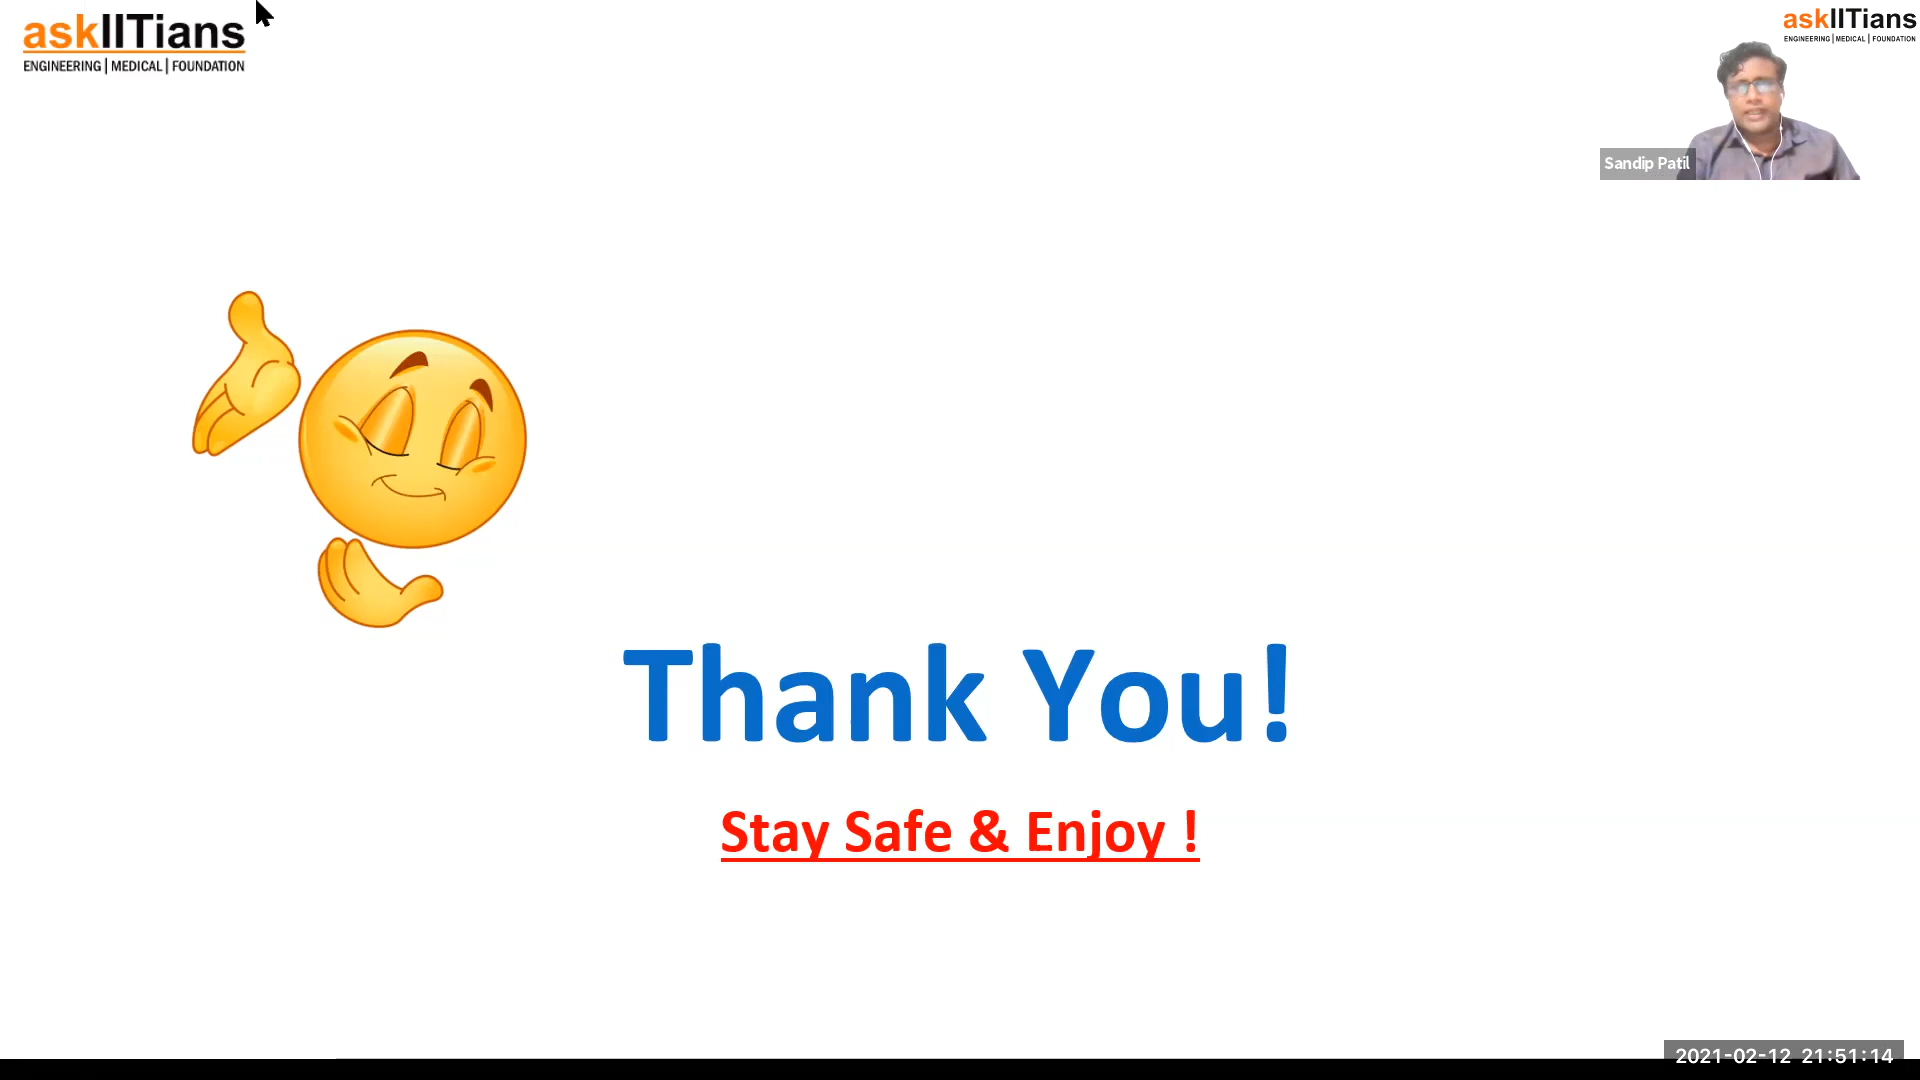 askIITians
ENGINEERING | MEDICAL | FOUNDATION
askIITians
ENGINEERING | MEDICAL | FOUNDATION
Sandip Patil
Thank You!
Stay Safe & Enjoy !
2021-02-12 21:51:14